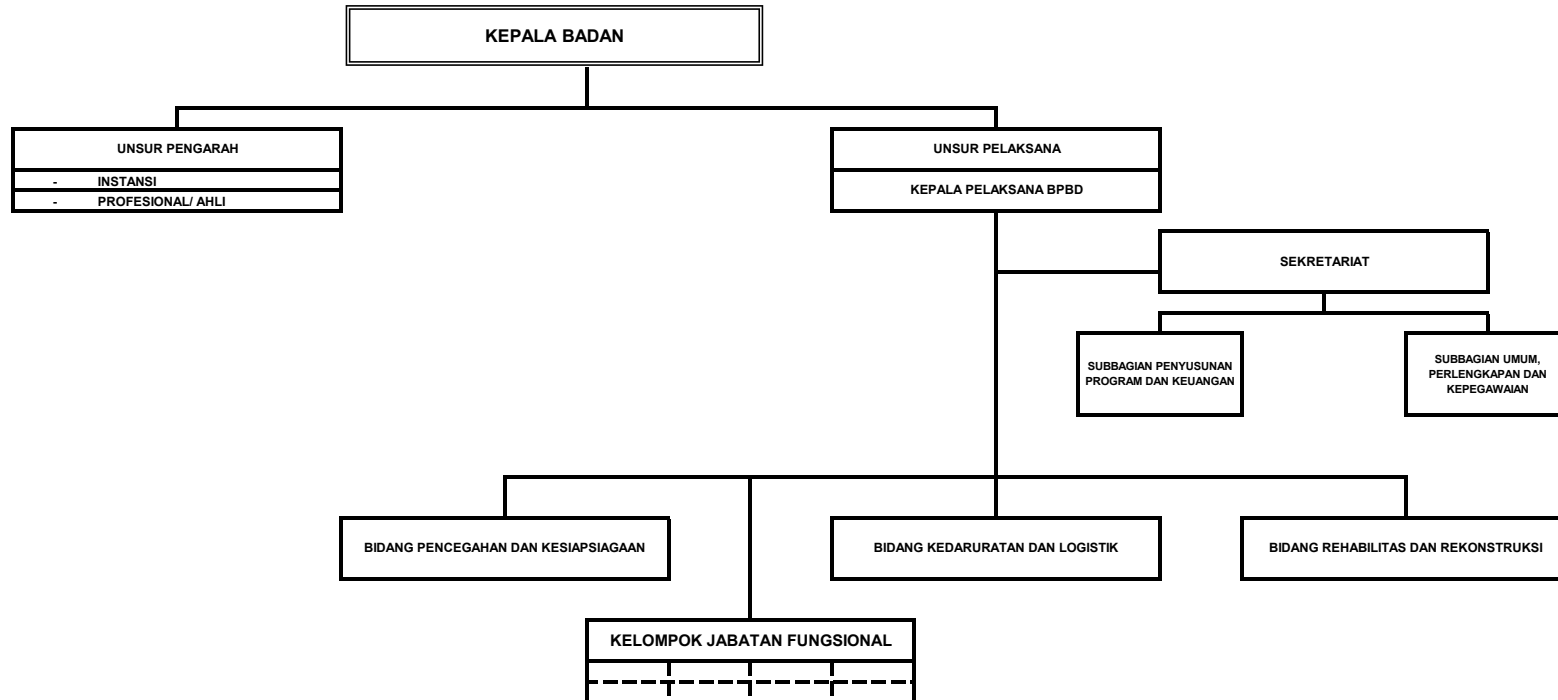 KEPALA BADAN
UNSUR PENGARAH
- INSTANSI
- PROFESIONAL/ AHLI
UNSUR PELAKSANA
KEPALA PELAKSANA BPBD
SEKRETARIAT
SUBBAGIAN PENYUSUNAN
PROGRAM DAN KEUANGAN
SUBBAGIAN UMUM,
PERLENGKAPAN DAN
KEPEGAWAIAN
BIDANG PENCEGAHAN DAN KESIAPSIAGAAN
BIDANG KEDARURATAN DAN LOGISTIK
BIDANG REHABILITAS DAN REKONSTRUKSI
KELOMPOK JABATAN FUNGSIONAL